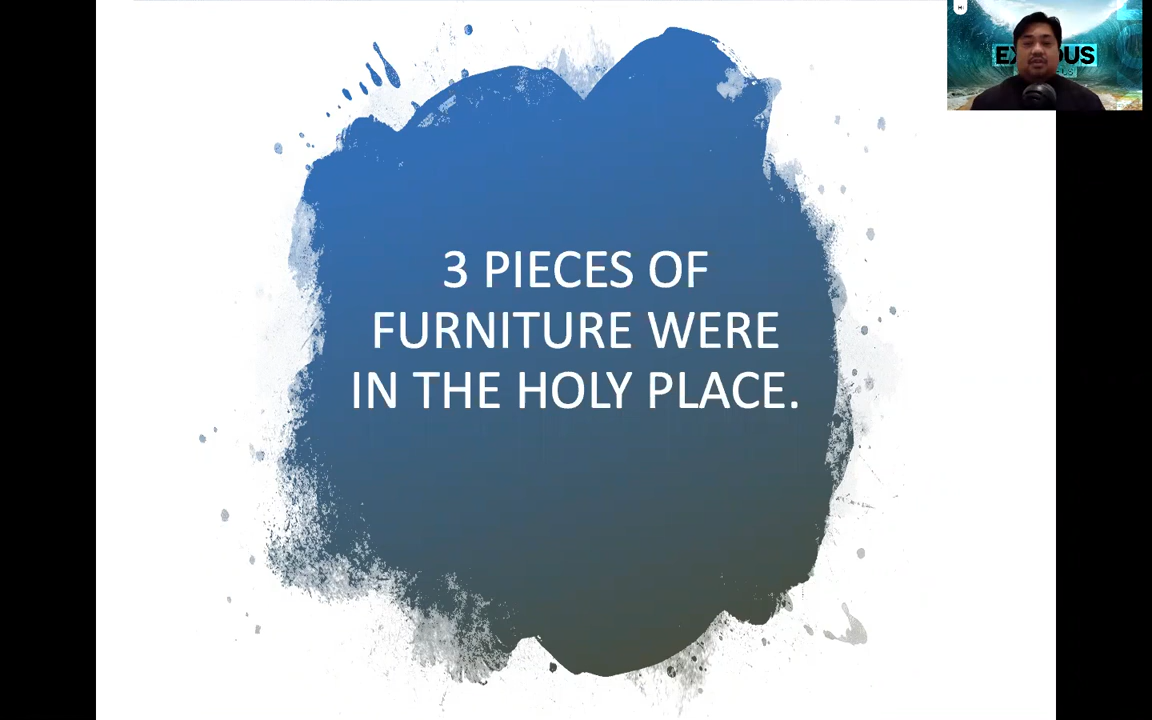 3 PIECES OF
FURNITURE WERE
IN THE HOLY PLACE.